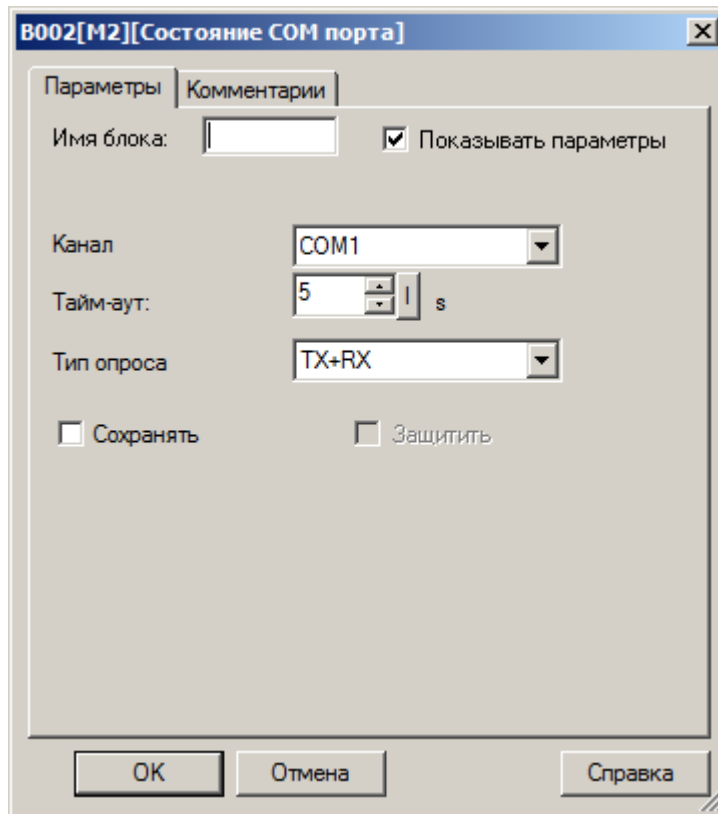 B002[M2][Состояние COM порта]
Параметры Комментарии
Имя блока: Показывать параметры
Канал COM1
Тайм-аут: 5 I s
Тип опроса TX+RX
Сохранять Защитить
OK Отмена Справка